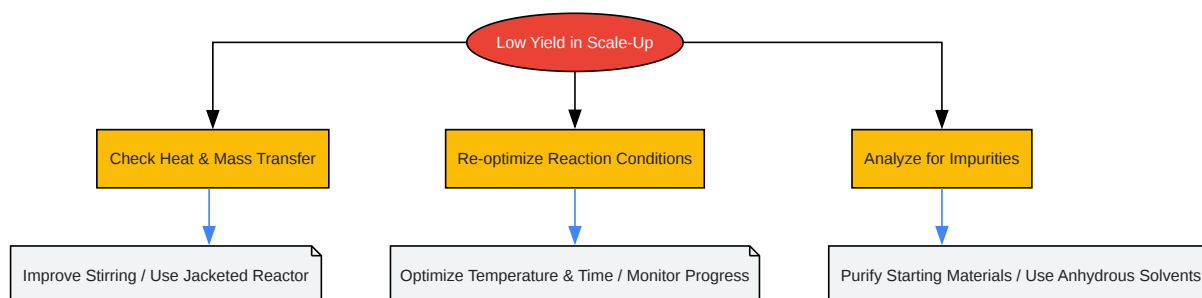 Low Yield in Scale-Up
Check Heat & Mass Transfer
Re-optimize Reaction Conditions
Analyze for Impurities
Improve Stirring / Use Jacketed Reactor
Optimize Temperature & Time / Monitor Progress
Purify Starting Materials / Use Anhydrous Solvents